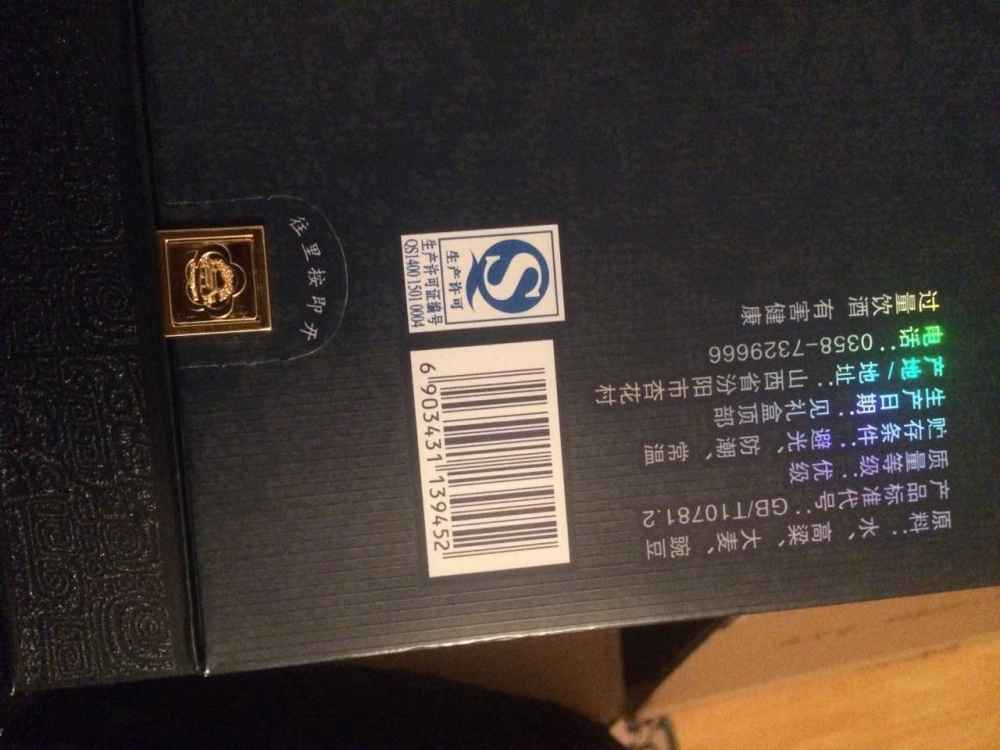 原料：水、高粱、大麦、豌豆
产品标准代号：GB/T10781.2
质量等级：优级
贮存条件：避光、防潮、常温
生产日期：见礼盒顶部
产地/地址：山西省汾阳市杏花村
电话：0358-7329666
过量饮酒 有害健康
生产许可
生产许可证编号
QS1400 1501 0004
6 903431 139452
往里按即开